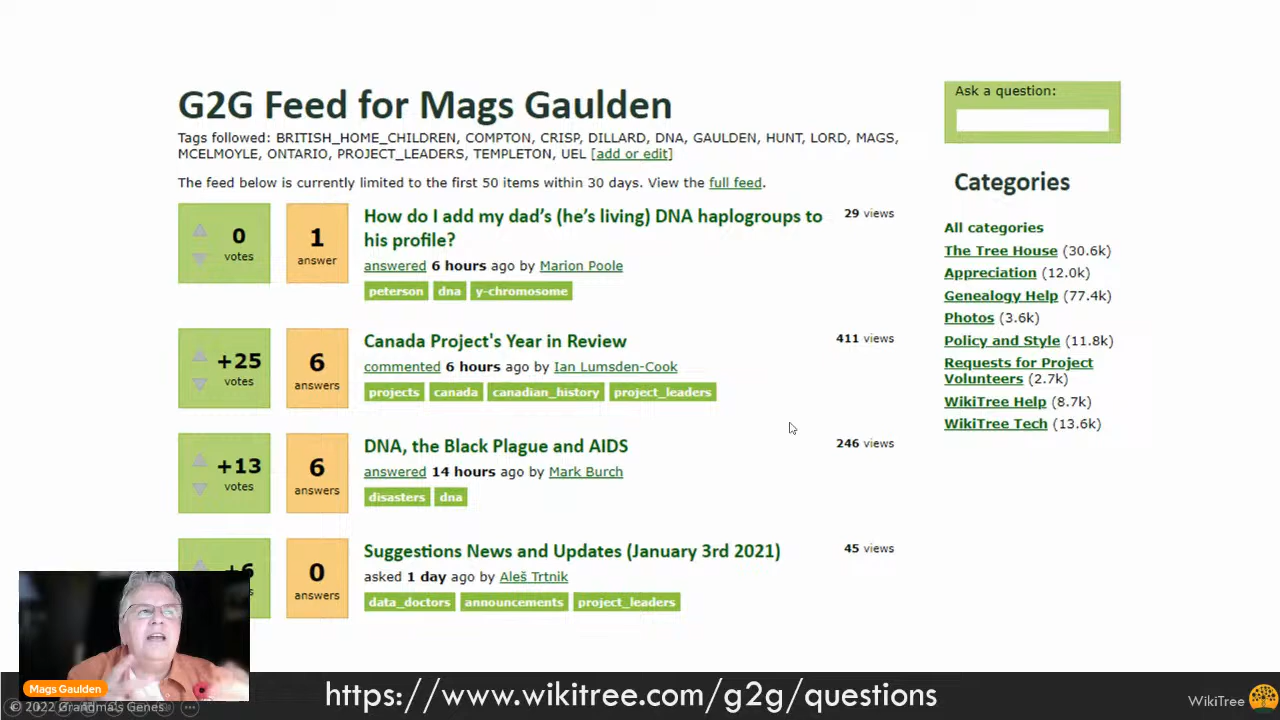 G2G Feed for Mags Gaulden
Tags followed: BRITISH_HOME_CHILDREN, COMPTON, CRISP, DILLARD, DNA, GAULDEN, HUNT, LORD, MAGS,
MCELMOYLE, ONTARIO, PROJECT_LEADERS, TEMPLETON, UEL [add or edit]
The feed below is currently limited to the first 50 items within 30 days. View the full feed.
0
votes
1
answer
How do I add my dad’s (he’s living) DNA haplogroups to
his profile?
29 views
answered 6 hours ago by Marion Poole
peterson dna y-chromosome
+25
votes
6
answers
Canada Project's Year in Review
411 views
commented 6 hours ago by Ian Lumsden-Cook
projects canada canadian_history project_leaders
+13
votes
6
answers
DNA, the Black Plague and AIDS
246 views
answered 14 hours ago by Mark Burch
disasters dna
+6
0
answers
Suggestions News and Updates (January 3rd 2021)
45 views
asked 1 day ago by Aleš Trtnik
data_doctors announcements project_leaders
Ask a question:
Categories
All categories
The Tree House (30.6k)
Appreciation (12.0k)
Genealogy Help (77.4k)
Photos (3.6k)
Policy and Style (11.8k)
Requests for Project
Volunteers (2.7k)
WikiTree Help (8.7k)
WikiTree Tech (13.6k)
Mags Gaulden
© 2022 Grandma's Genes
https://www.wikitree.com/g2g/questions
WikiTree